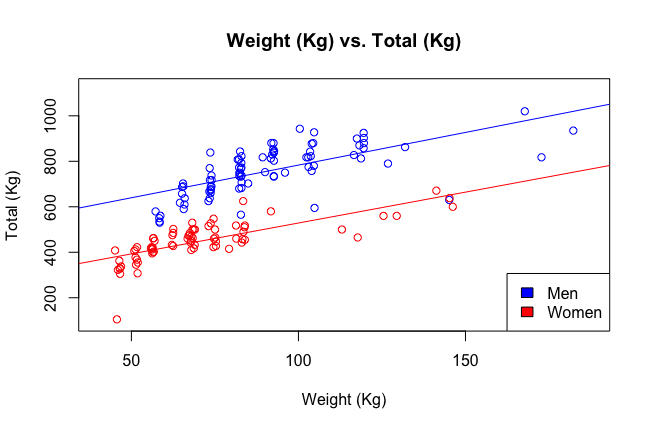 Weight (Kg) vs. Total (Kg)
Total (Kg)
1000
800
600
400
200
50
100
150
Weight (Kg)
Men
Women